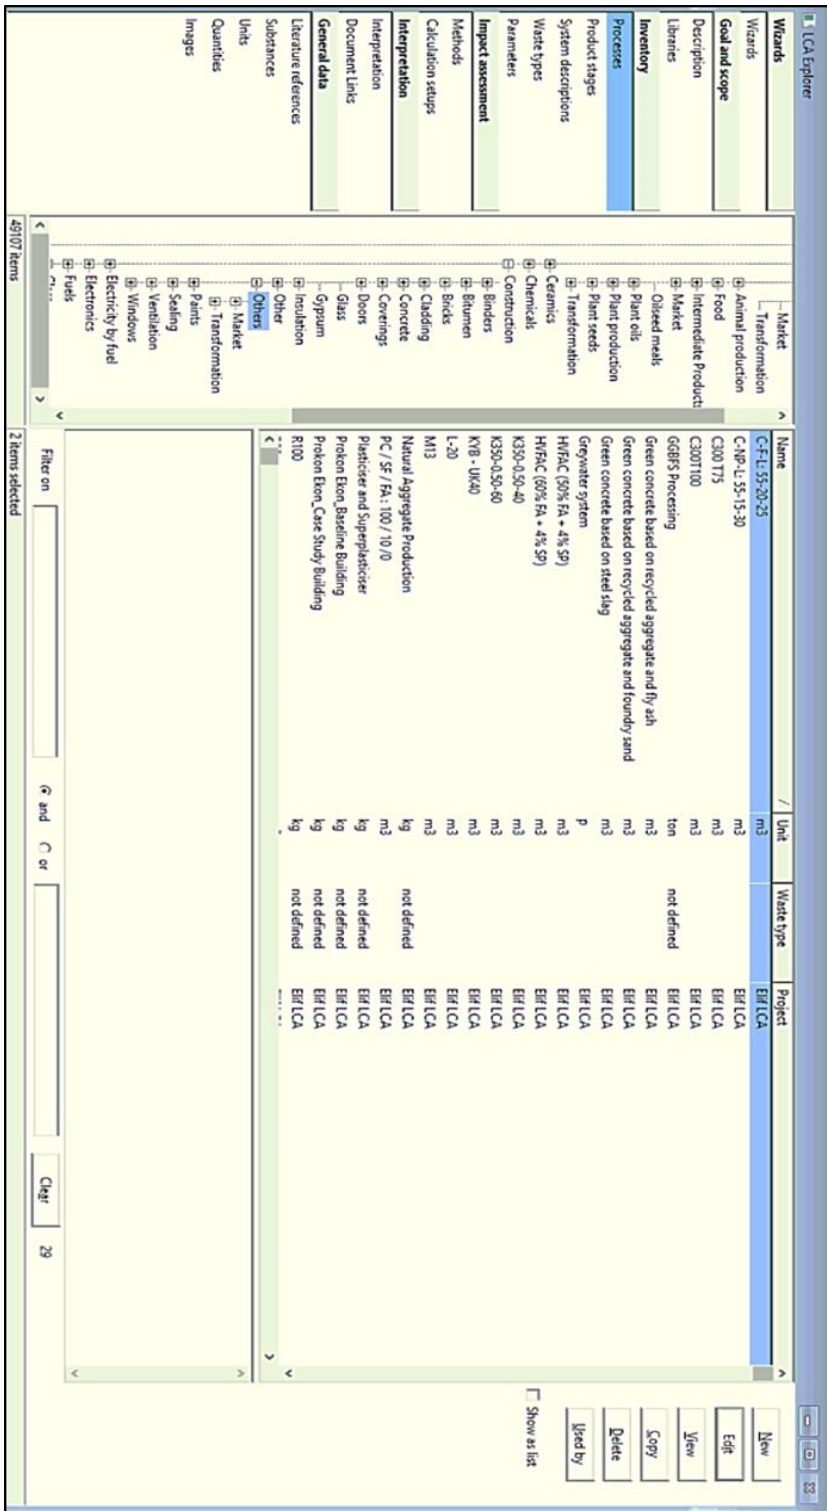 LCA Explorer
Wizards
Wizards
Goal and scope
Description
Libraries
Inventory
Processes
Product stages
System descriptions
Waste types
Parameters
Impact assessment
Methods
Calculation setups
Interpretation
Interpretation
Document Links
General data
Literature references
Substances
Units
Quantities
Images
Market
Transformation
Animal production
Food
Intermediate Products
Market
Oilseed meals
Plant oils
Plant production
Plant seeds
Transformation
Ceramics
Chemicals
Construction
Binders
Bitumen
Bricks
Cladding
Concrete
Coverings
Doors
Glass
Gypsum
Insulation
Other
Others
Market
Transformation
Paints
Sealing
Ventilation
Windows
Electricity by fuel
Electronics
Fuels
49107 items
Name / Unit Waste type Project
C-F-L: 55-20-25 m3 Elif LCA
C-NP-L: 55-15-30 m3 Elif LCA
C300 T75 m3 Elif LCA
C300T100 m3 Elif LCA
GGBFS Processing ton not defined Elif LCA
Green concrete based on recycled aggregate and fly ash m3 Elif LCA
Green concrete based on recycled aggregate and foundry sand m3 Elif LCA
Green concrete based on steel slag m3 Elif LCA
Greywater system p Elif LCA
HVFAC (50% FA + 4% SP) m3 Elif LCA
HVFAC (60% FA + 4% SP) m3 Elif LCA
K350-0.50-40 m3 Elif LCA
K350-0.50-60 m3 Elif LCA
KYB - UK40 m3 Elif LCA
L-20 m3 Elif LCA
M13 m3 Elif LCA
Natural Aggregate Production kg not defined Elif LCA
PC / SF / FA : 100 / 10 /0 m3 Elif LCA
Plasticiser and Superplasticiser kg not defined Elif LCA
Prokon Ekon_Baseline Building kg not defined Elif LCA
Prokon Ekon_Case Study Building kg not defined Elif LCA
R100 kg not defined Elif LCA
New
Edit
View
Copy
Delete
Used by
Show as list
Filter on and or Clear 29
2 items selected